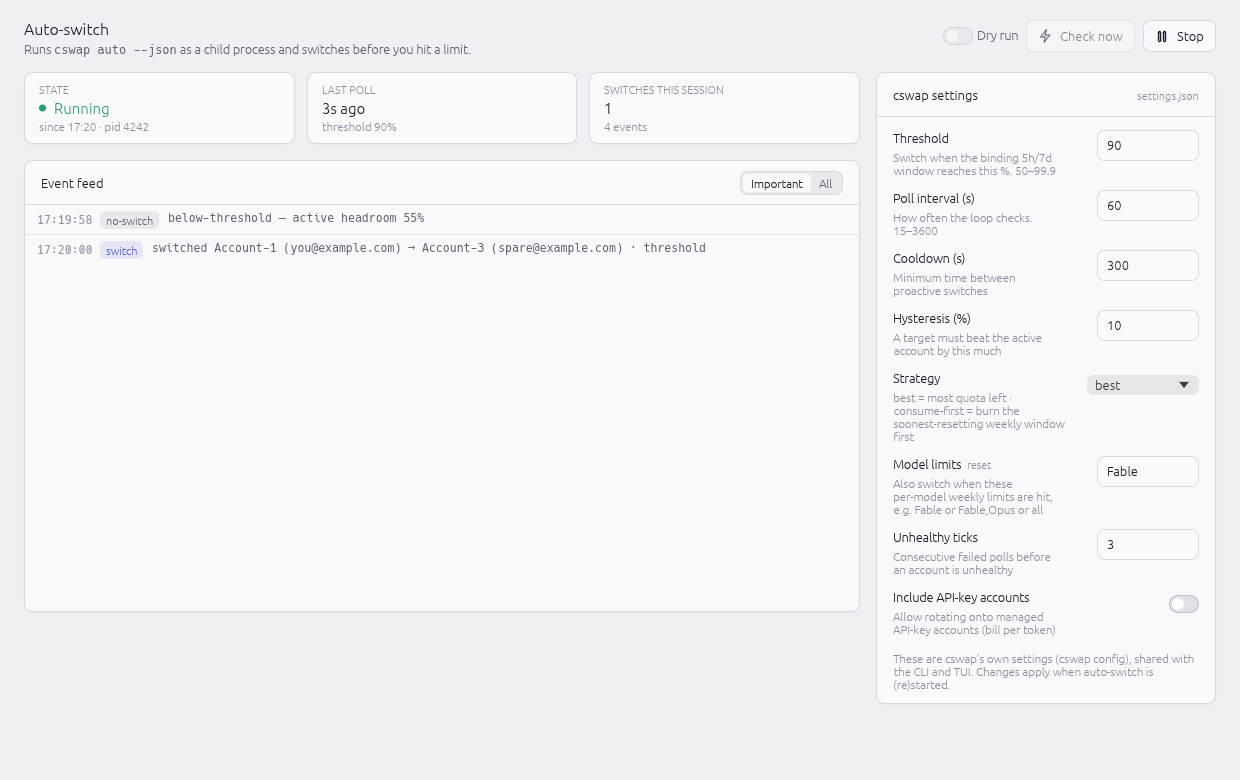 Auto-switch
Runs cswap auto --json as a child process and switches before you hit a limit.
Dry run
Check now
Stop
STATE
Running
since 17:20 · pid 4242
LAST POLL
3s ago
threshold 90%
SWITCHES THIS SESSION
1
4 events
Event feed
Important
All
17:19:58 no-switch below-threshold — active headroom 55%
17:20:00 switch switched Account-1 (you@example.com) → Account-3 (spare@example.com) · threshold
cswap settings
settings.json
Threshold
90
Switch when the binding 5h/7d
window reaches this %. 50–99.9
Poll interval (s)
60
How often the loop checks.
15–3600
Cooldown (s)
300
Minimum time between
proactive switches
Hysteresis (%)
10
A target must beat the active
account by this much
Strategy
best
best = most quota left ·
consume-first = burn the
soonest-resetting weekly window
first
Model limits reset
Fable
Also switch when these
per-model weekly limits are hit,
e.g. Fable or Fable,Opus or all
Unhealthy ticks
3
Consecutive failed polls before
an account is unhealthy
Include API-key accounts
Allow rotating onto managed
API-key accounts (bill per token)
These are cswap's own settings (cswap config), shared with
the CLI and TUI. Changes apply when auto-switch is
(re)started.